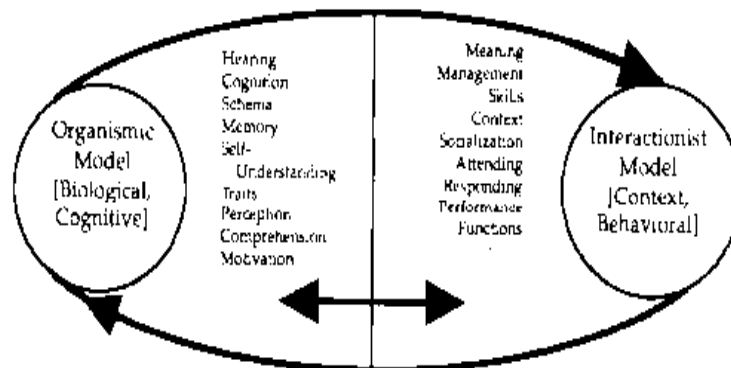 Organismic
Model
[Biological,
Cognitive]
Hearing
Cognition
Schema
Memory
Self-
Understanding
Traits
Perception
Comprehension
Motivation
Meaning
Management
Skills
Context
Socialization
Attending
Responding
Performance
Functions
Interactionist
Model
[Context,
Behavioral]